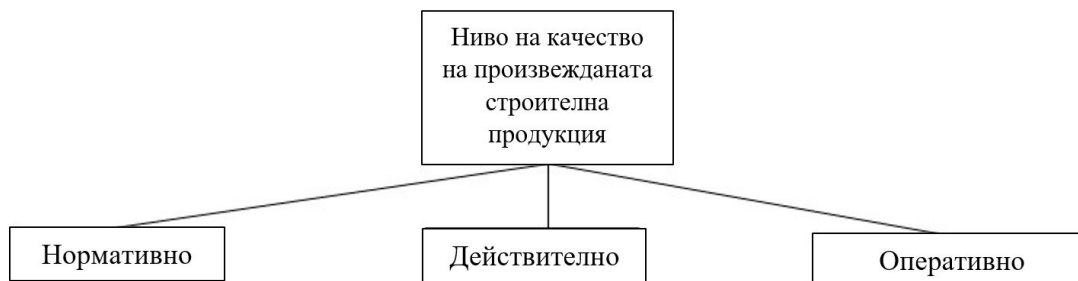 Ниво на качество
на произвежданата
строителна
продукция
Нормативно
Действително
Оперативно